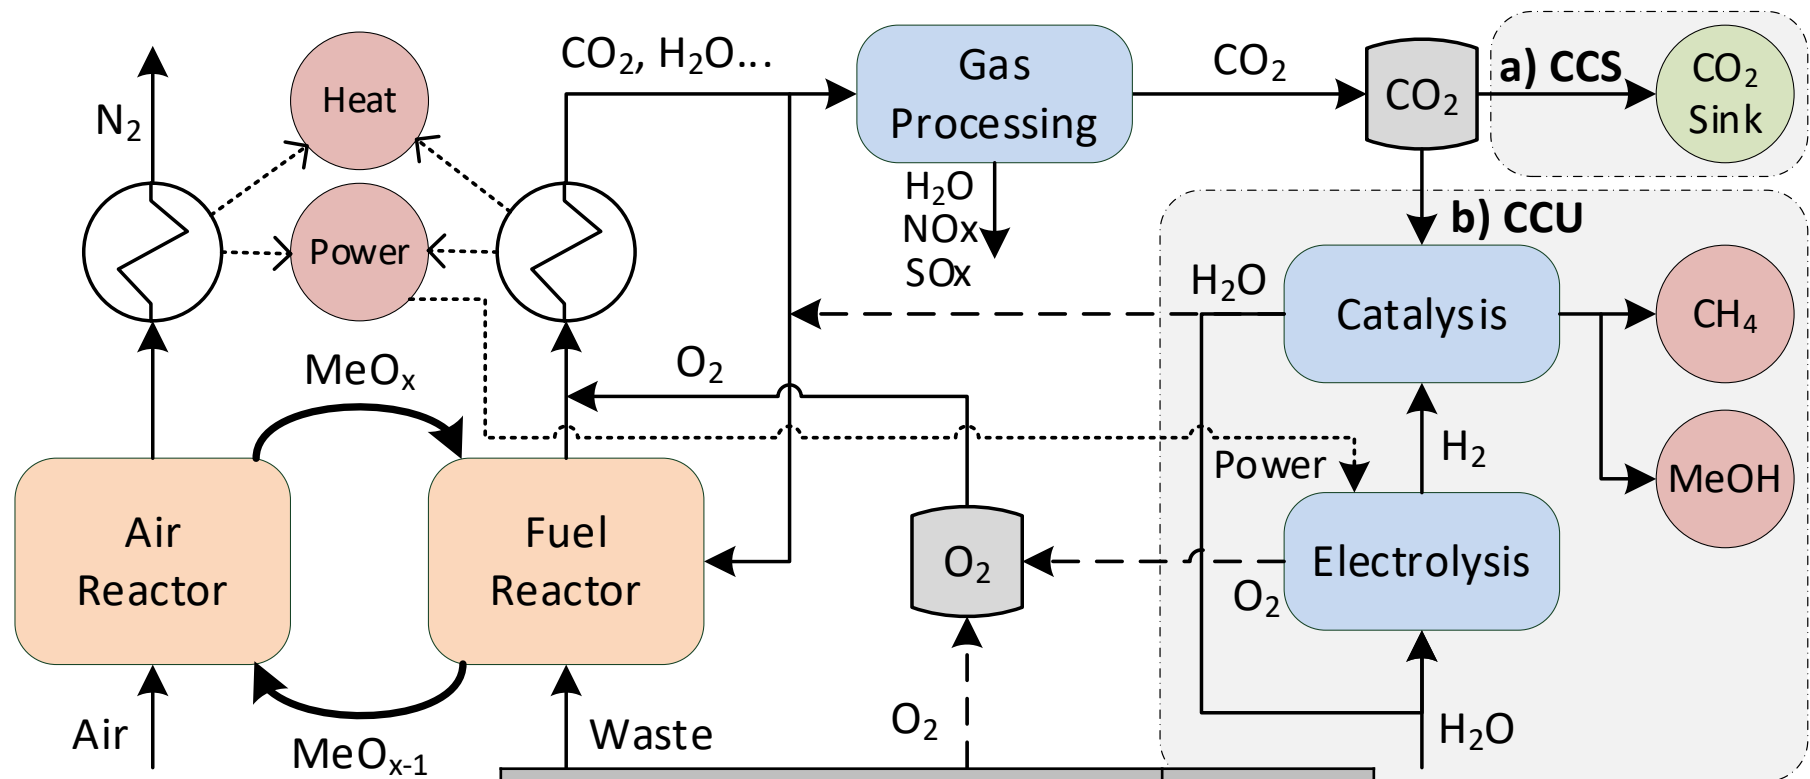 N₂
Heat
Power
CO₂, H₂O...
Gas
Processing
CO₂
CO₂
a) CCS
CO₂
Sink
H₂O
NOx
SOx
b) CCU
H₂O
Catalysis
CH₄
MeOH
MeOₓ
O₂
Power
H₂
Air
Reactor
Fuel
Reactor
O₂
O₂
Electrolysis
Air
MeOₓ₋₁
Waste
O₂
H₂O